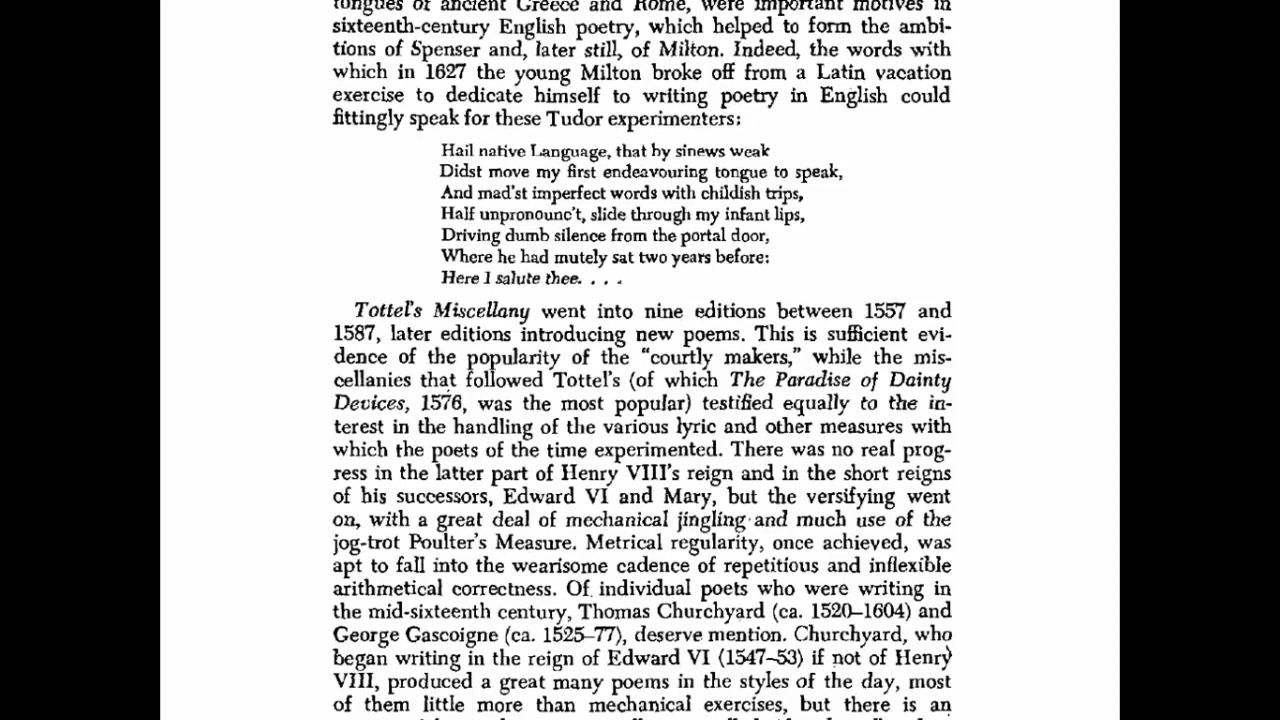 tongues of ancient Greece and Rome, were important motives in
sixteenth-century English poetry, which helped to form the ambi-
tions of Spenser and, later still, of Milton. Indeed, the words with
which in 1627 the young Milton broke off from a Latin vacation
exercise to dedicate himself to writing poetry in English could
fittingly speak for these Tudor experimenters:
Hail native Language, that by sinews weak
Didst move my first endeavouring tongue to speak,
And mad'st imperfect words with childish trips,
Half unpronounc't, slide through my infant lips,
Driving dumb silence from the portal door,
Where he had mutely sat two years before:
Here I salute thee. . . .
Tottel's Miscellany went into nine editions between 1557 and
1587, later editions introducing new poems. This is sufficient evi-
dence of the popularity of the "courtly makers," while the mis-
cellanies that followed Tottel's (of which The Paradise of Dainty
Devices, 1576, was the most popular) testified equally to the in-
terest in the handling of the various lyric and other measures with
which the poets of the time experimented. There was no real prog-
ress in the latter part of Henry VIII's reign and in the short reigns
of his successors, Edward VI and Mary, but the versifying went
on, with a great deal of mechanical jingling and much use of the
jog-trot Poulter's Measure. Metrical regularity, once achieved, was
apt to fall into the wearisome cadence of repetitious and inflexible
arithmetical correctness. Of individual poets who were writing in
the mid-sixteenth century, Thomas Churchyard (ca. 1520–1604) and
George Gascoigne (ca. 1525–77), deserve mention. Churchyard, who
began writing in the reign of Edward VI (1547–53) if not of Henry
VIII, produced a great many poems in the styles of the day, most
of them little more than mechanical exercises, but there is an